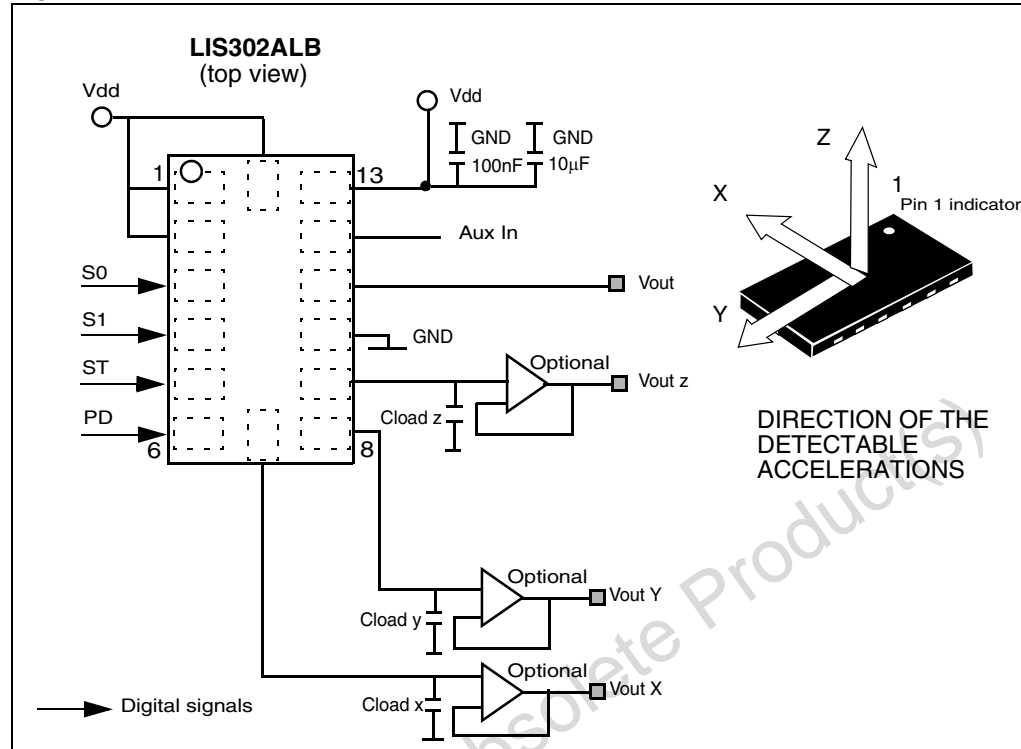 LIS302ALB
(top view)
Vdd
Vdd
GND
GND
100nF
10µF
1
13
Aux In
S0
Vout
S1
GND
ST
Optional
Vout z
Cload z
PD
6
8
Z
X
1
Pin 1 indicator
Y
DIRECTION OF THE
DETECTABLE
ACCELERATIONS
Optional
Vout Y
Cload y
Optional
Vout X
Cload x
Digital signals
bsolete Product(s)